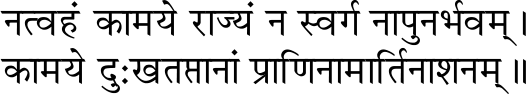 नत्वहं कामये राज्यं न स्वर्ग नापुनर्भवम् ।
कामये दुःखतप्तानां प्राणिनामार्तिनाशनम् ॥